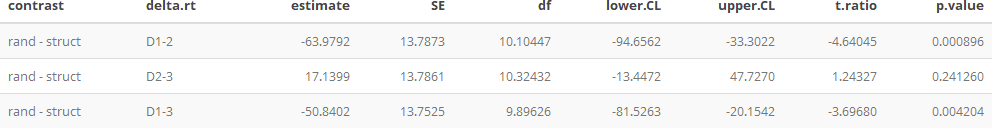 contrast delta.rt estimate SE df lower.CL upper.CL t.ratio p.value
rand - struct D1-2 -63.9792 13.7873 10.10447 -94.6562 -33.3022 -4.64045 0.000896
rand - struct D2-3 17.1399 13.7861 10.32432 -13.4472 47.7270 1.24327 0.241260
rand - struct D1-3 -50.8402 13.7525 9.89626 -81.5263 -20.1542 -3.69680 0.004204